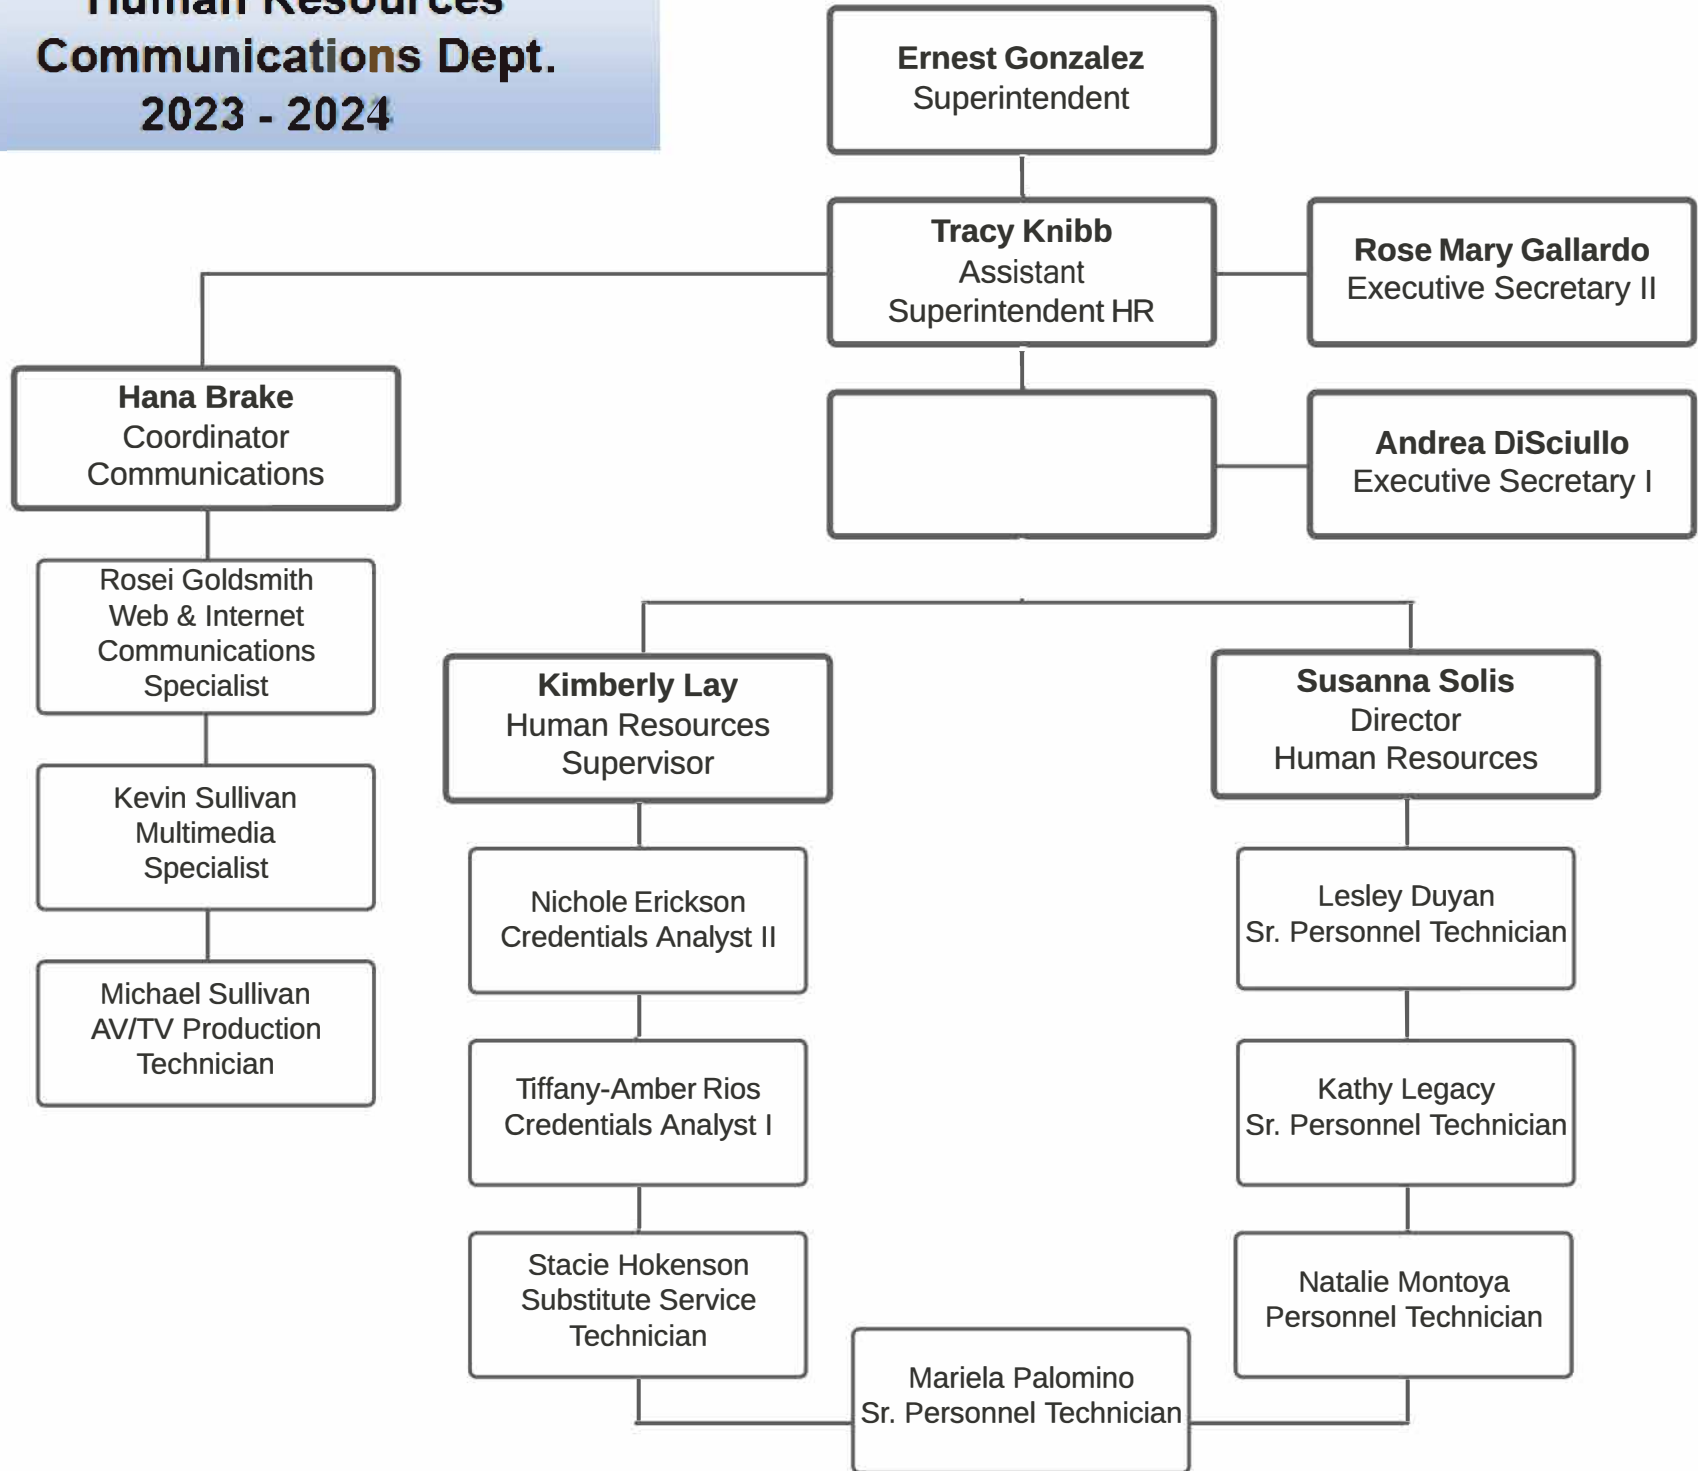 Human Resources
Communications Dept.
2023 - 2024
Ernest Gonzalez
Superintendent
Tracy Knibb
Assistant
Superintendent HR
Rose Mary Gallardo
Executive Secretary II
Hana Brake
Coordinator
Communications
Andrea DiSciullo
Executive Secretary I
Rosei Goldsmith
Web & Internet
Communications
Specialist
Kevin Sullivan
Multimedia
Specialist
Michael Sullivan
AV/TV Production
Technician
Kimberly Lay
Human Resources
Supervisor
Nichole Erickson
Credentials Analyst II
Tiffany-Amber Rios
Credentials Analyst I
Stacie Hokenson
Substitute Service
Technician
Susanna Solis
Director
Human Resources
Lesley Duyan
Sr. Personnel Technician
Kathy Legacy
Sr. Personnel Technician
Natalie Montoya
Personnel Technician
Mariela Palomino
Sr. Personnel Technician